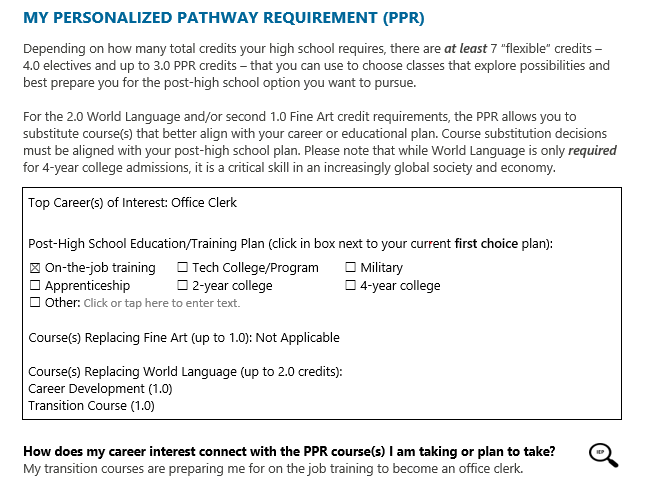 MY PERSONALIZED PATHWAY REQUIREMENT (PPR)
Depending on how many total credits your high school requires, there are at least 7 "flexible" credits –
4.0 electives and up to 3.0 PPR credits – that you can use to choose classes that explore possibilities and
best prepare you for the post-high school option you want to pursue.
For the 2.0 World Language and/or second 1.0 Fine Art credit requirements, the PPR allows you to
substitute course(s) that better align with your career or educational plan. Course substitution decisions
must be aligned with your post-high school plan. Please note that while World Language is only required
for 4-year college admissions, it is a critical skill in an increasingly global society and economy.
Top Career(s) of Interest: Office Clerk
Post-High School Education/Training Plan (click in box next to your current first choice plan):
☒ On-the-job training ☐ Tech College/Program ☐ Military
☐ Apprenticeship ☐ 2-year college ☐ 4-year college
☐ Other: Click or tap here to enter text.
Course(s) Replacing Fine Art (up to 1.0): Not Applicable
Course(s) Replacing World Language (up to 2.0 credits):
Career Development (1.0)
Transition Course (1.0)
How does my career interest connect with the PPR course(s) I am taking or plan to take?
IEP
My transition courses are preparing me for on the job training to become an office clerk.